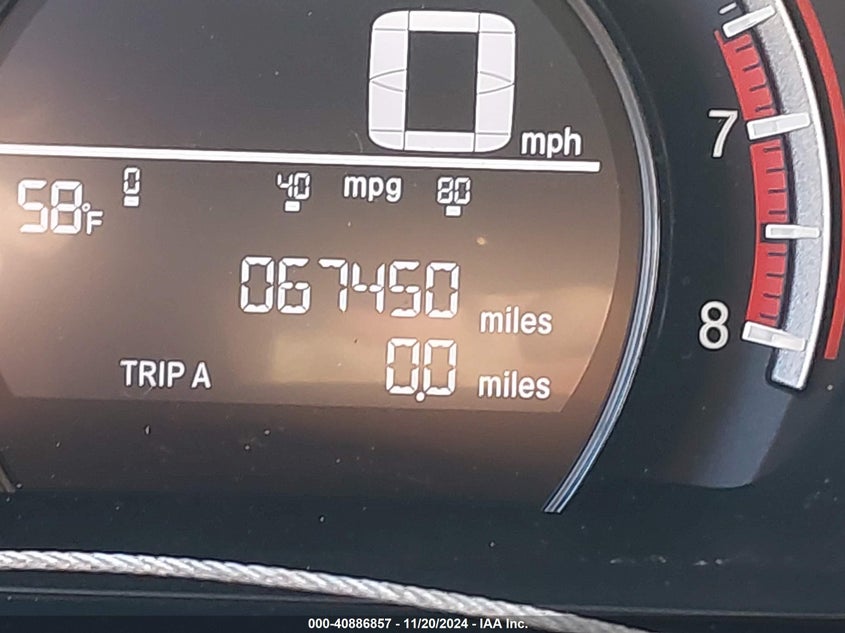 0 mph
7
58°F 0 40 mpg 80
067450 miles
8
TRIP A 0.0 miles
000-40886857 - 11/20/2024 - IAA Inc.